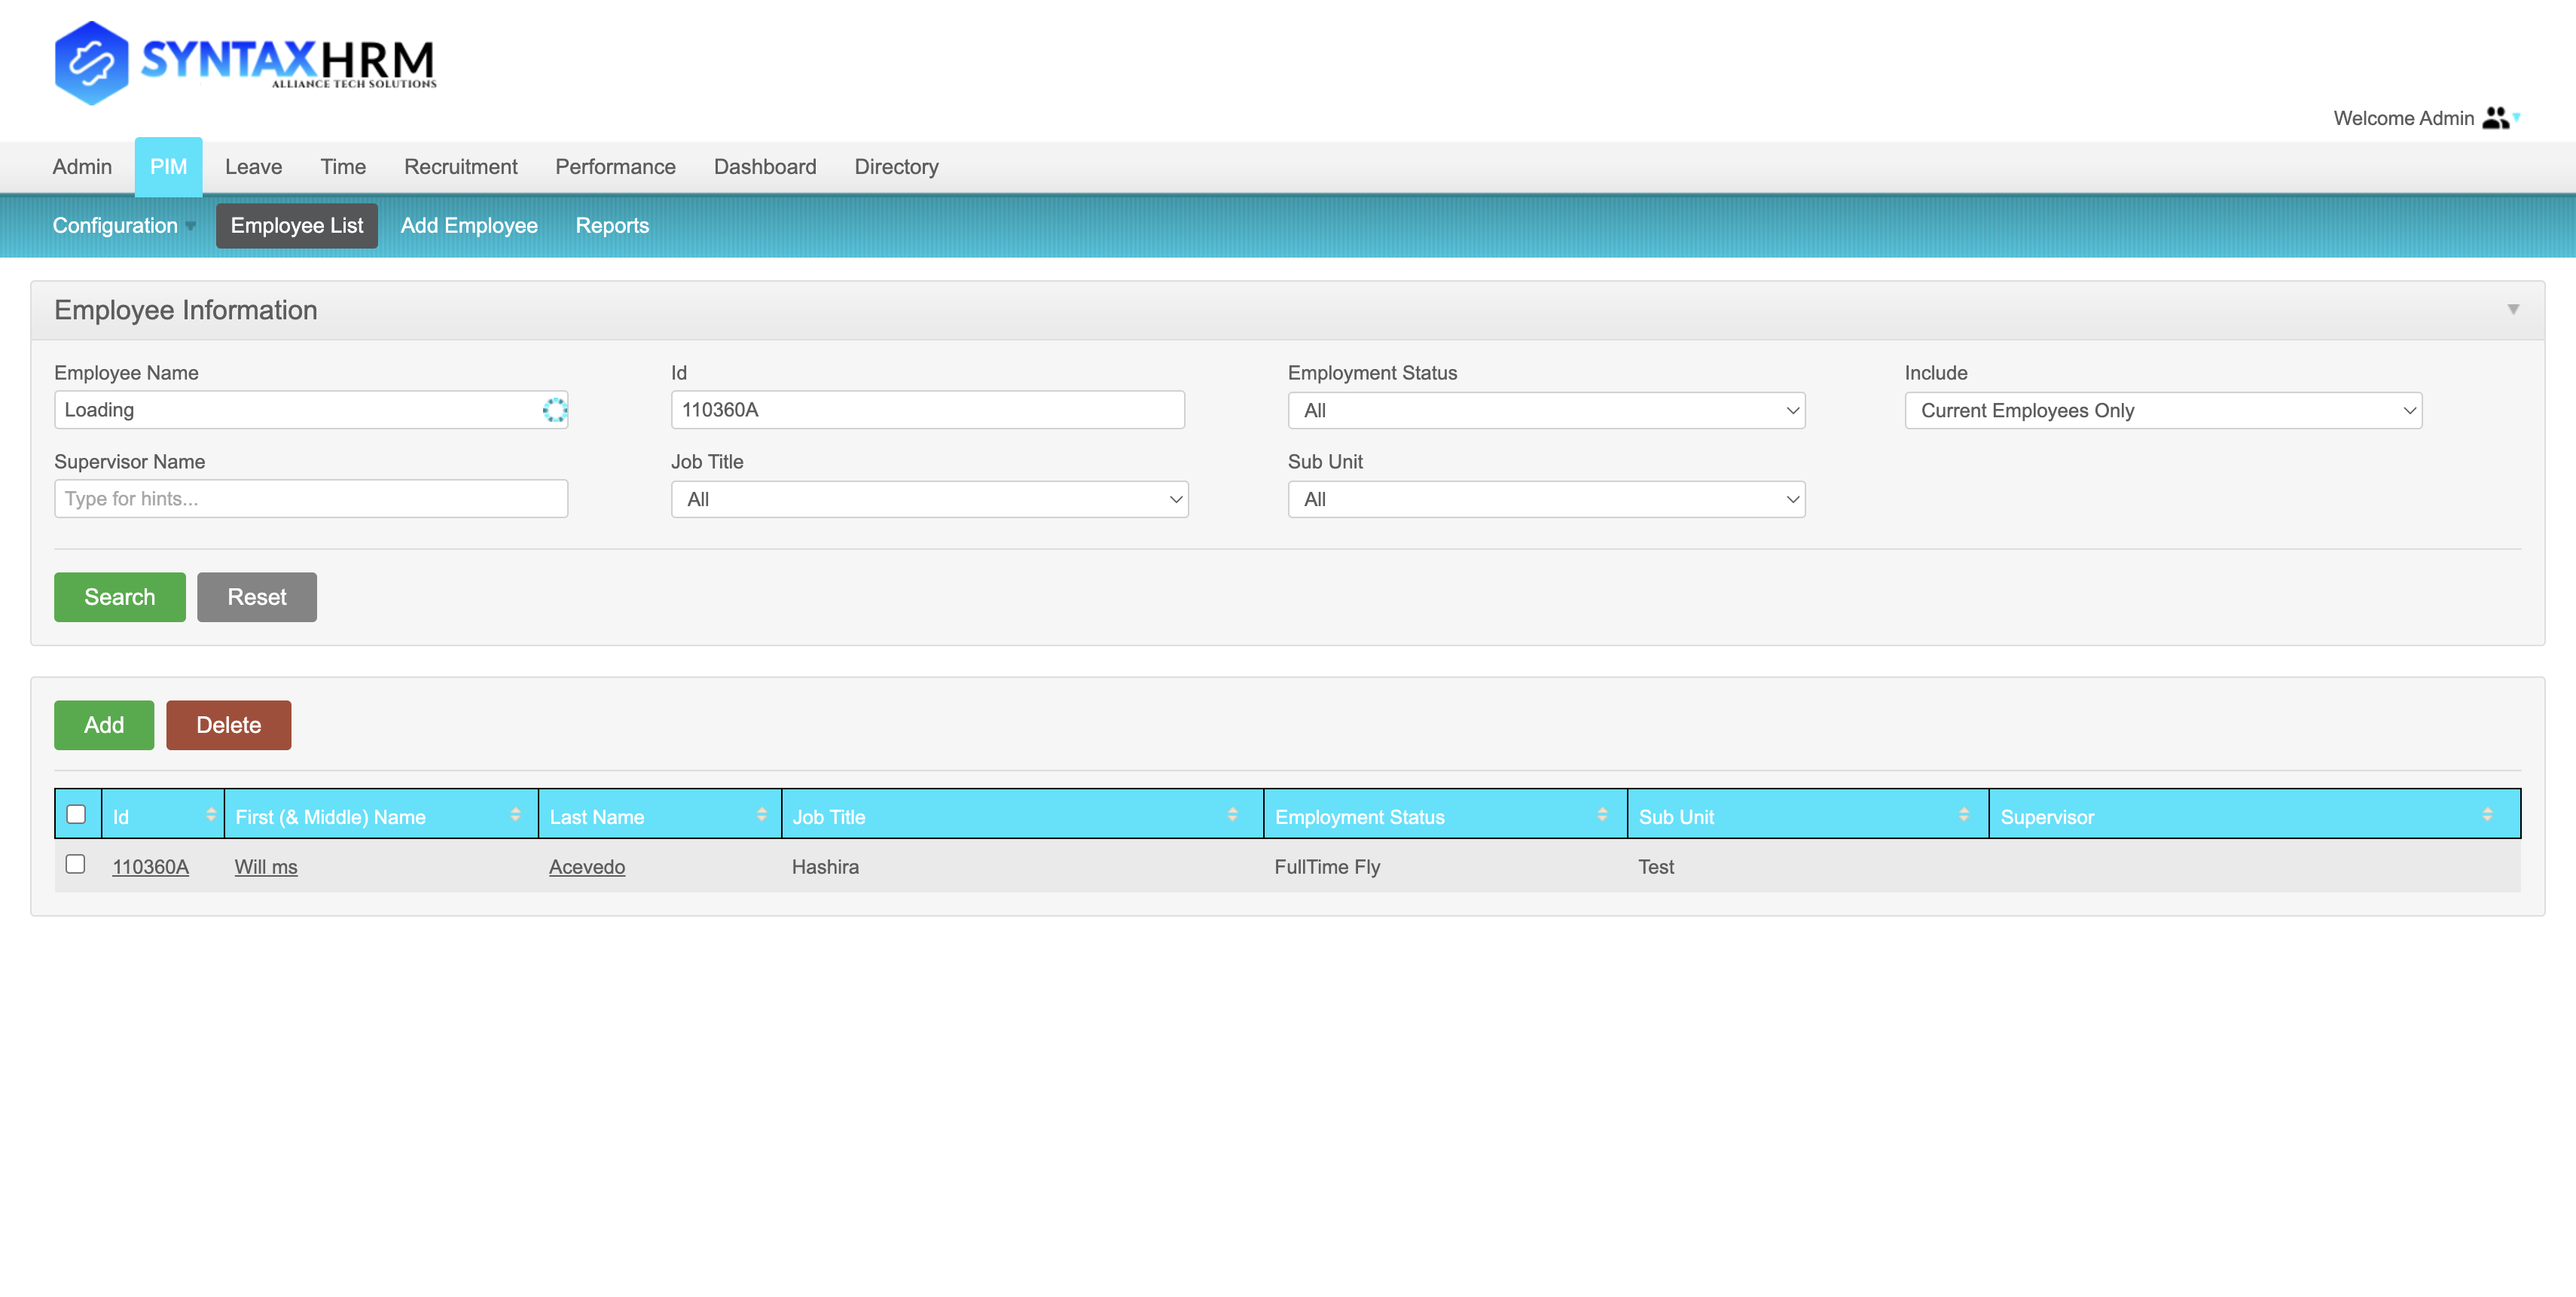 SYNTAXHRM
ALLIANCE TECH SOLUTIONS
Welcome Admin
Admin PIM Leave Time Recruitment Performance Dashboard Directory
Configuration Employee List Add Employee Reports
Employee Information
Employee Name Id Employment Status Include
Loading 110360A All Current Employees Only
Supervisor Name Job Title Sub Unit
Type for hints... All All
Search Reset
Add Delete
Id First (& Middle) Name Last Name Job Title Employment Status Sub Unit Supervisor
110360A Will ms Acevedo Hashira FullTime Fly Test